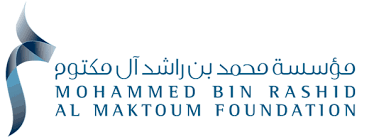 مؤسسة محمد بن راشد آل مكتوم
MOHAMMED BIN RASHID
AL MAKTOUM FOUNDATION